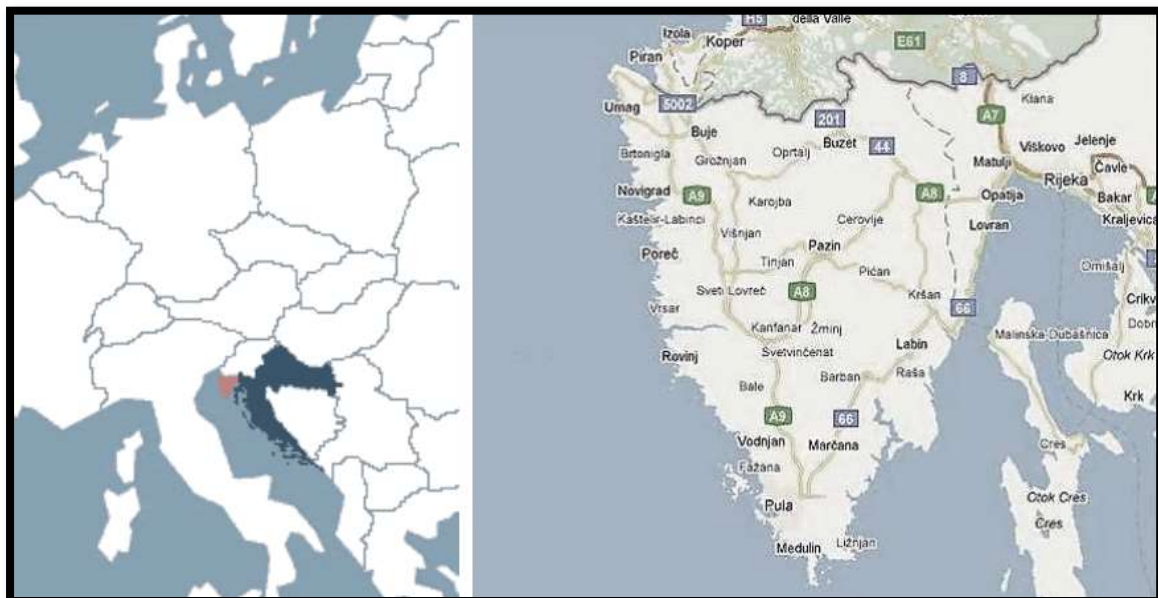 H5
della Valle
Izola
Koper
E61
Piran
8
Klana
5002
Umag
A7
201
Buje
Buzet
44
Viškovo
Jelenje
Brtonigla
Grožnjan
Oprtalj
Matulji
Čavle
Rijeka
Novigrad
A9
Karojba
A8
Opatija
Bakar
Kaštelir-Labinci
Cerovlje
Kraljevica
Višnjan
Lovran
Poreč
Pazin
Tinjan
Pićan
Omišalj
Sveti Lovreč
A8
Kršan
66
Crikv
Vrsar
Kanfanar
Žminj
Malinska-Dubašnica
Dobri
Rovinj
Svetvinčenat
Labin
Otok Krk
Bale
Barban
Raša
Krk
A9
66
Vodnjan
Marčana
Cres
Fažana
Pula
Otok Cres
Cres
Medulin
Ližnjan